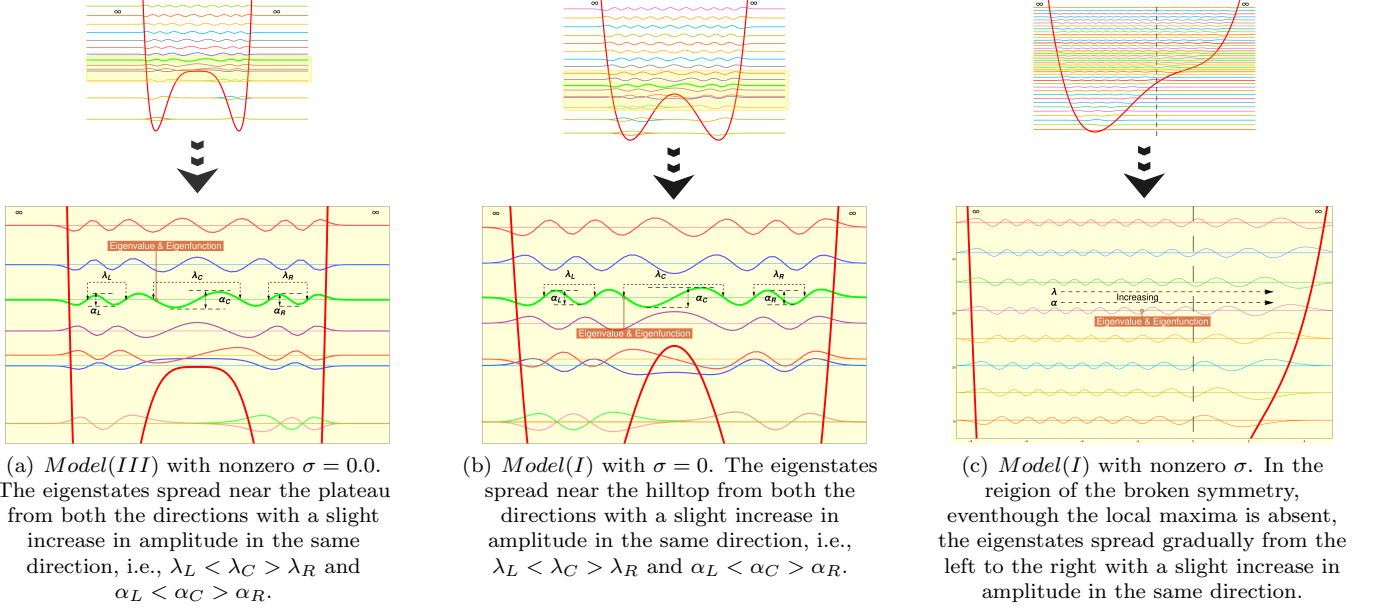 ∞ ∞
∞ ∞
∞ ∞
∞ ∞
Eigenvalue & Eigenfunction
λL λC λR
αL αC αR
∞ ∞
λL λC λR
αL αC αR
Eigenvalue & Eigenfunction
∞ ∞
λ
Increasing
α
Eigenvalue & Eigenfunction
(a) Model(III) with nonzero σ = 0.0.
The eigenstates spread near the plateau
from both the directions with a slight
increase in amplitude in the same
direction, i.e., λL < λC > λR and
αL < αC > αR.
(b) Model(I) with σ = 0. The eigenstates
spread near the hilltop from both the
directions with a slight increase in
amplitude in the same direction, i.e.,
λL < λC > λR and αL < αC > αR.
(c) Model(I) with nonzero σ. In the
reigion of the broken symmetry,
eventhough the local maxima is absent,
the eigenstates spread gradually from the
left to the right with a slight increase in
amplitude in the same direction.